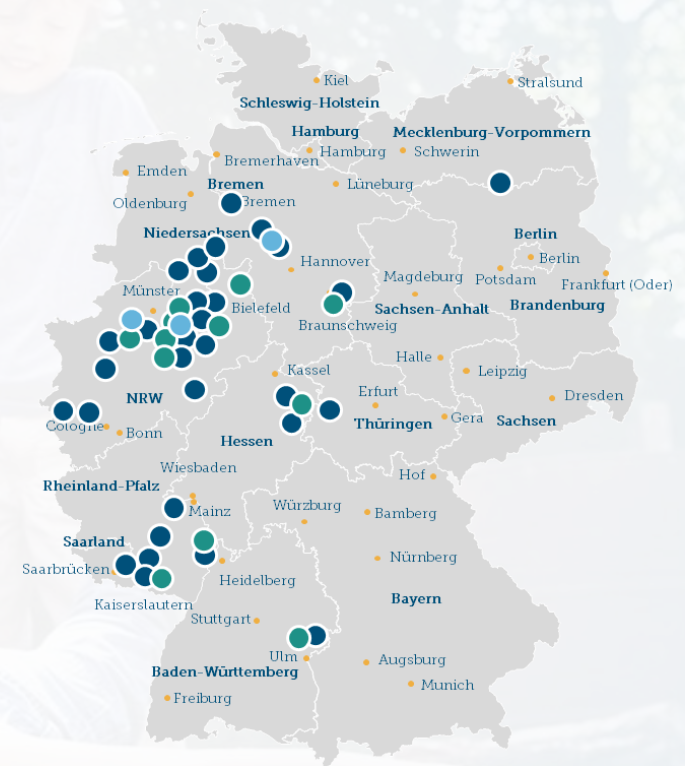 Kiel
Stralsund
Schleswig-Holstein
Hamburg
Mecklenburg-Vorpommern
Hamburg
Schwerin
Bremerhaven
Emden
Bremen
Lüneburg
Oldenburg
Bremen
Niedersachsen
Berlin
Hannover
Berlin
Magdeburg
Potsdam
Frankfurt (Oder)
Münster
Bielefeld
Sachsen-Anhalt
Brandenburg
Braunschweig
Halle
Leipzig
Kassel
Erfurt
Dresden
NRW
Gera
Sachsen
Thüringen
Cologne
Bonn
Hessen
Wiesbaden
Hof
Rheinland-Pfalz
Mainz
Würzburg
Bamberg
Saarland
Nürnberg
Saarbrücken
Heidelberg
Bayern
Kaiserslautern
Stuttgart
Ulm
Augsburg
Baden-Württemberg
Munich
Freiburg